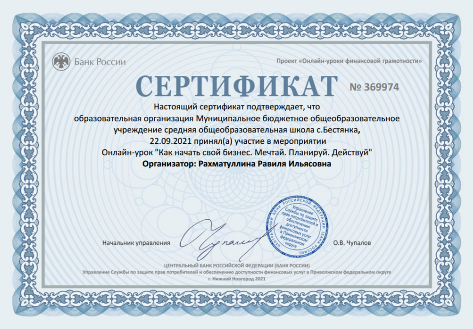 Банк России
Проект «Онлайн-уроки финансовой грамотности»
СЕРТИФИКАТ № 369974
Настоящий сертификат подтверждает, что
образовательная организация Муниципальное бюджетное общеобразовательное
учреждение средняя общеобразовательная школа с.Бестянка,
22.09.2021 принял(а) участие в мероприятии
Онлайн-урок "Как начать свой бизнес. Мечтай. Планируй. Действуй"
Организатор: Рахматуллина Равиля Ильясовна
Начальник управления
О.В. Чупалов
ЦЕНТРАЛЬНЫЙ БАНК РОССИЙСКОЙ ФЕДЕРАЦИИ (БАНК РОССИИ)
Управление Службы по защите прав потребителей и обеспечению доступности финансовых услуг в Приволжском федеральном округе
г. Нижний Новгород 2021